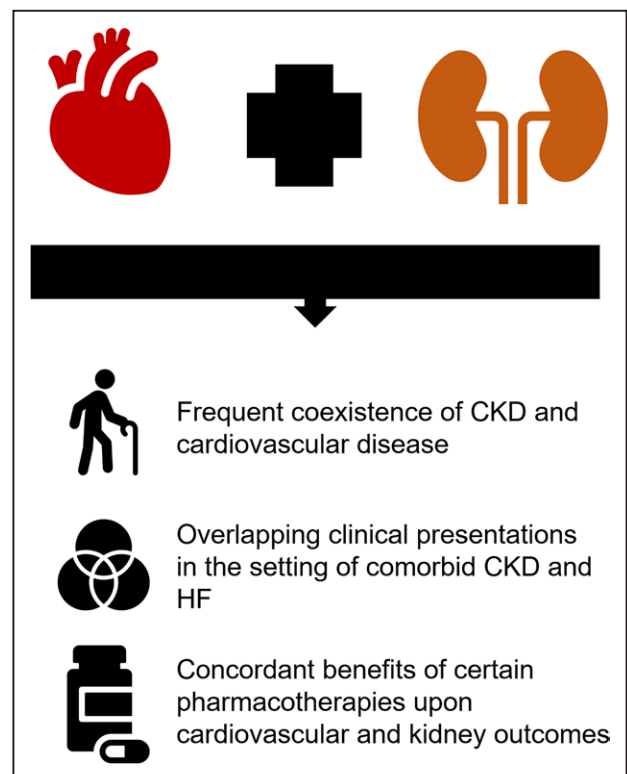 Frequent coexistence of CKD and
cardiovascular disease
Overlapping clinical presentations
in the setting of comorbid CKD and
HF
Concordant benefits of certain
pharmacotherapies upon
cardiovascular and kidney outcomes